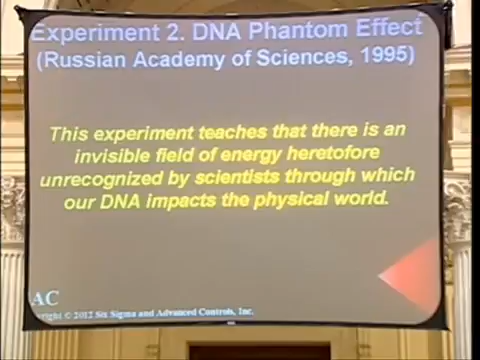 Experiment 2. DNA Phantom Effect
(Russian Academy of Sciences, 1995)
This experiment teaches that there is an
invisible field of energy heretofore
unrecognized by scientists through which
our DNA impacts the physical world.
AC
© 2012 Six Sigma and Advanced Controls, Inc.